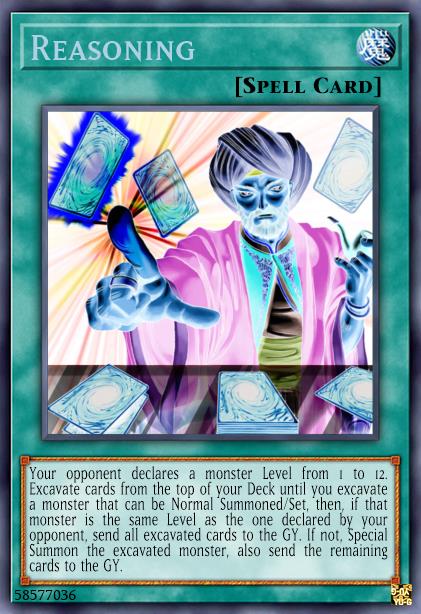 Reasoning
[Spell Card]
Your opponent declares a monster Level from 1 to 12.
Excavate cards from the top of your Deck until you excavate
a monster that can be Normal Summoned/Set, then, if that
monster is the same Level as the one declared by your
opponent, send all excavated cards to the GY. If not, Special
Summon the excavated monster, also send the remaining
cards to the GY.
58577036